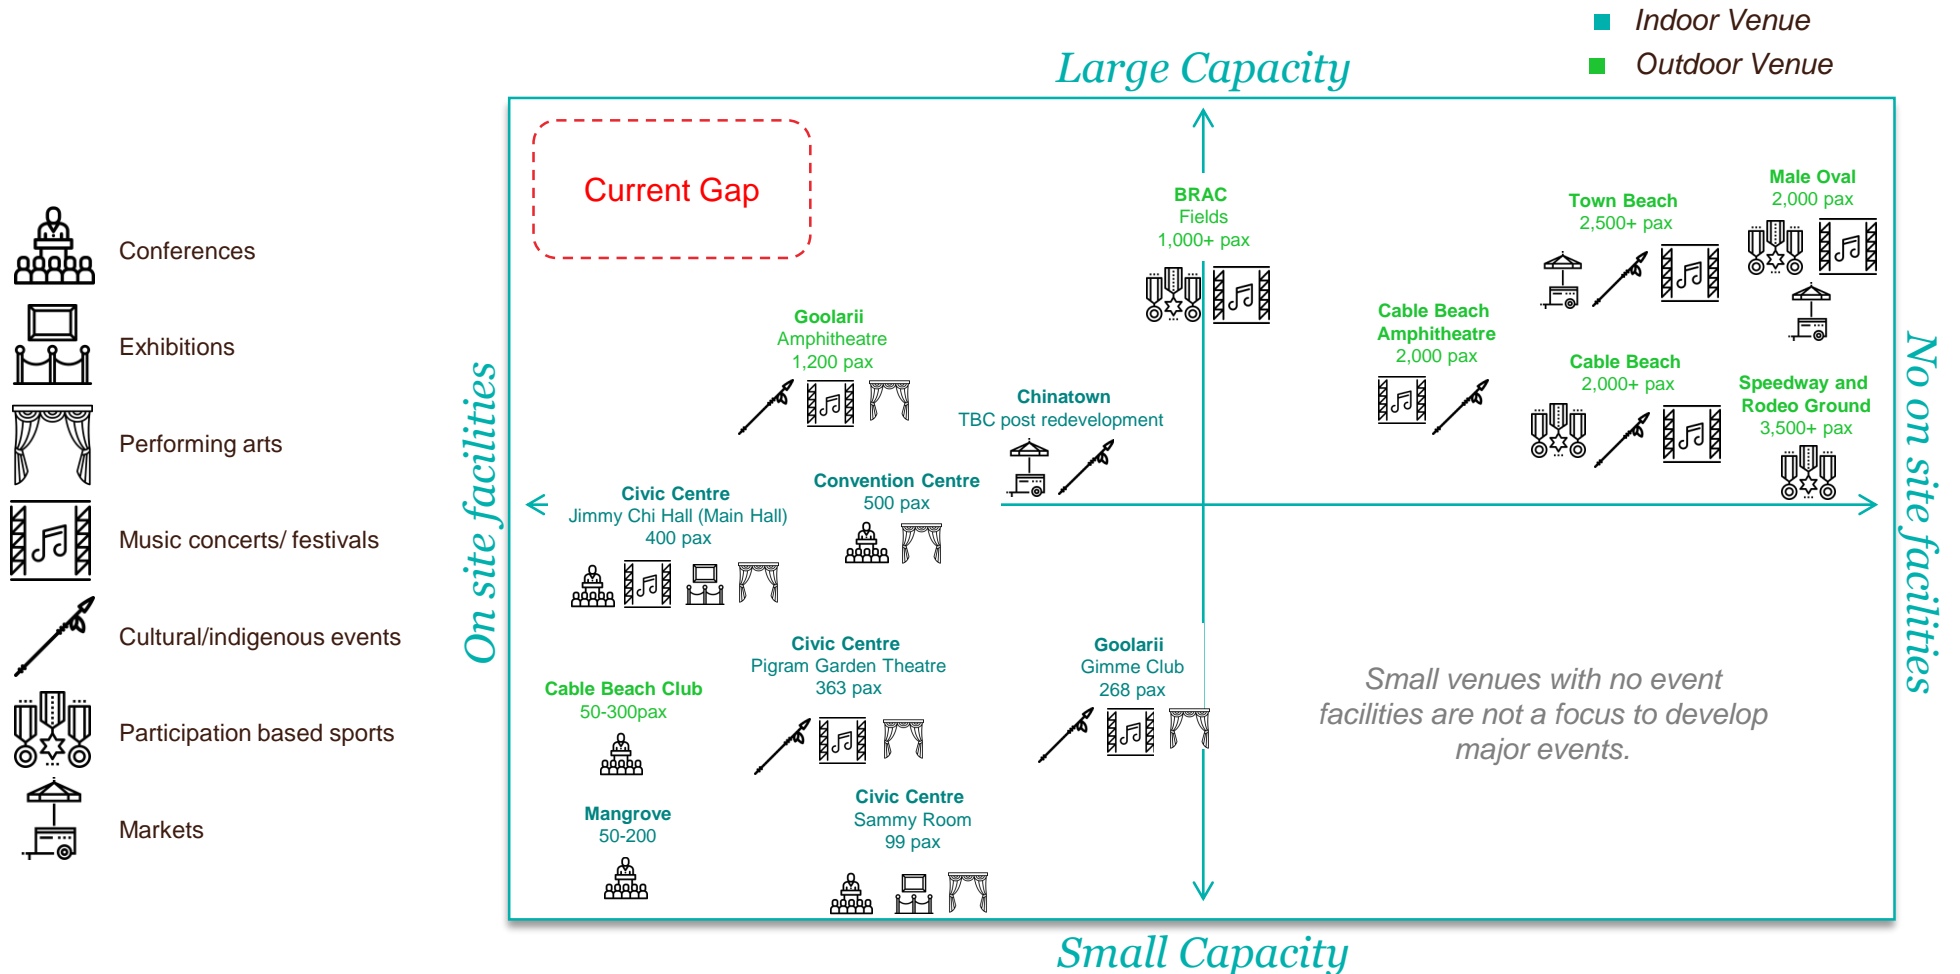 Indoor Venue
Outdoor Venue
Large Capacity
Current Gap
Conferences
Exhibitions
Performing arts
Music concerts/ festivals
Cultural/indigenous events
Participation based sports
Markets
On site facilities
No on site facilities
BRAC
Fields
1,000+ pax
Town Beach
2,500+ pax
Male Oval
2,000 pax
Goolarii
Amphitheatre
1,200 pax
Cable Beach
Amphitheatre
2,000 pax
Cable Beach
2,000+ pax
Speedway and
Rodeo Ground
3,500+ pax
Chinatown
TBC post redevelopment
Convention Centre
500 pax
Civic Centre
Jimmy Chi Hall (Main Hall)
400 pax
Civic Centre
Pigram Garden Theatre
363 pax
Goolarii
Gimme Club
268 pax
Cable Beach Club
50-300pax
Mangrove
50-200
Civic Centre
Sammy Room
99 pax
Small venues with no event
facilities are not a focus to develop
major events.
Small Capacity